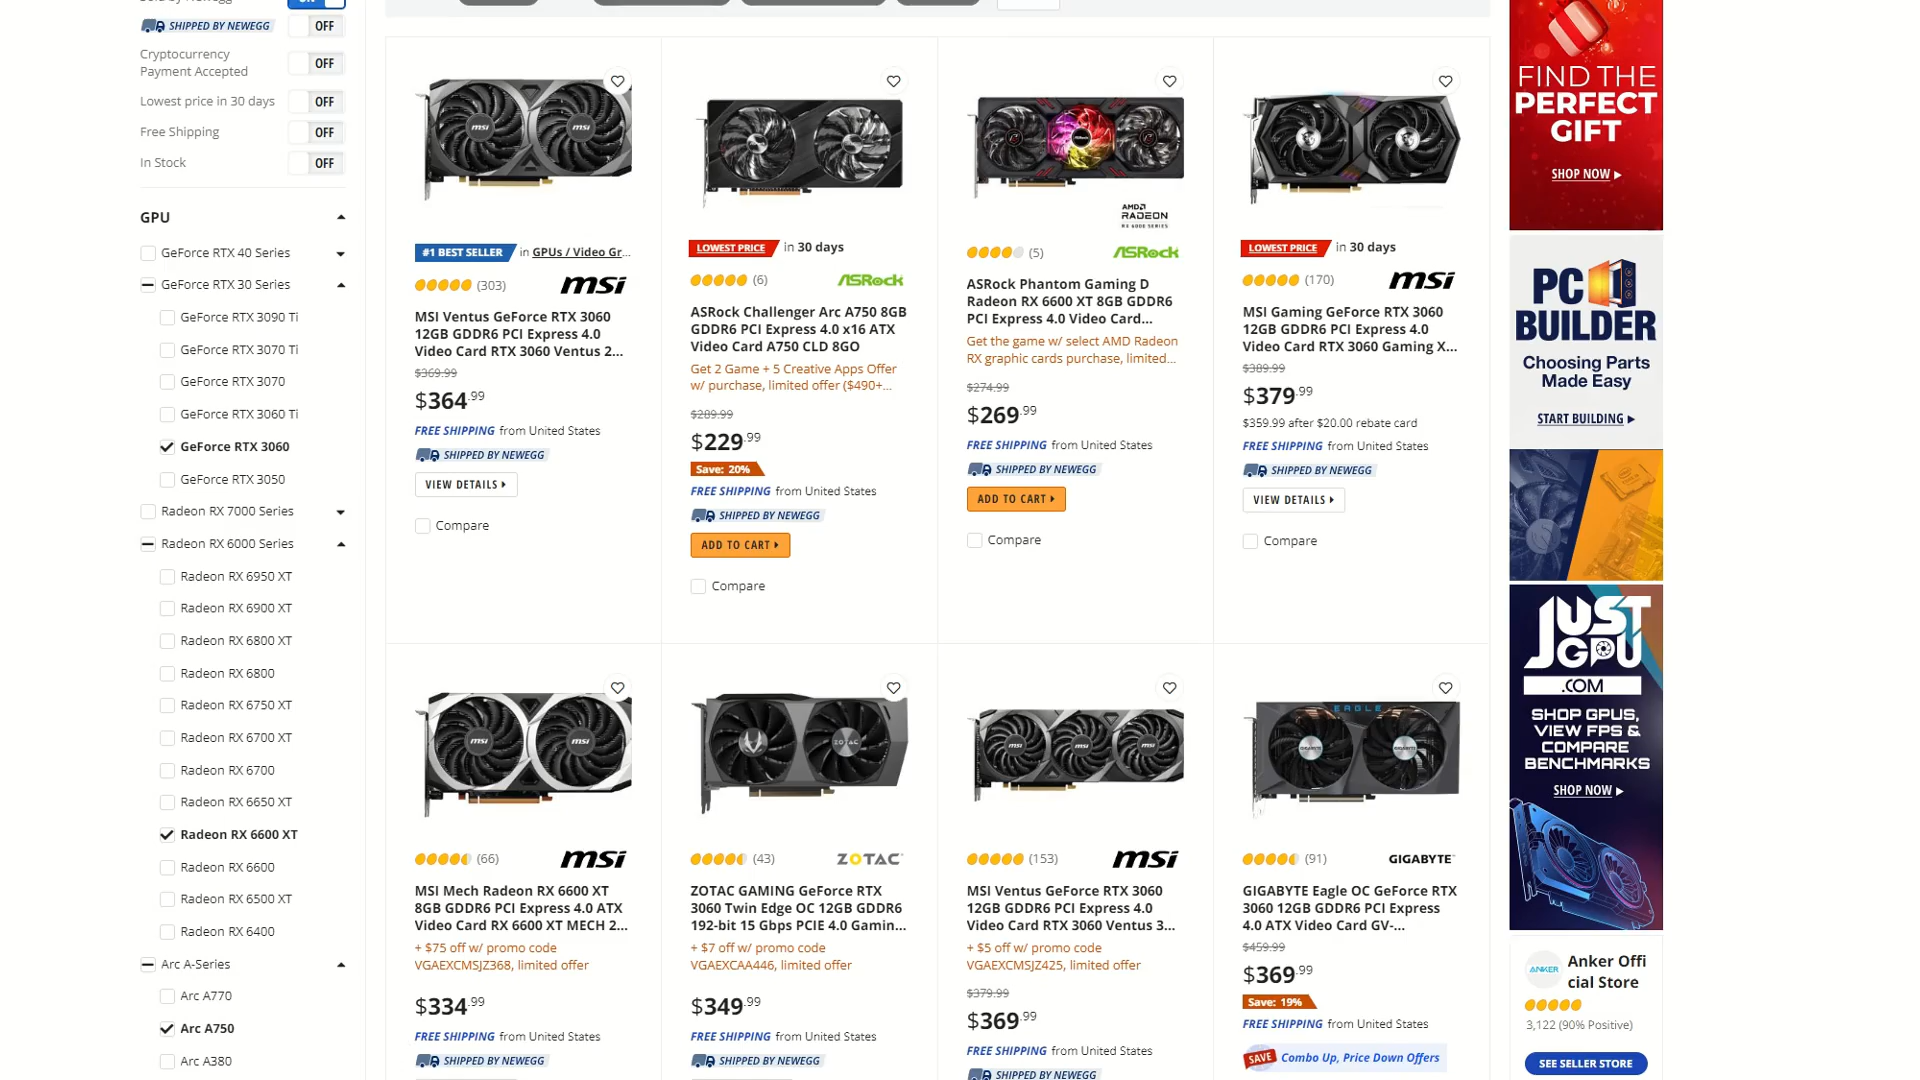 SHIPPED BY NEWEGG
OFF
Cryptocurrency
Payment Accepted
OFF
Lowest price in 30 days
OFF
Free Shipping
OFF
In Stock
OFF
GPU
GeForce RTX 40 Series
GeForce RTX 30 Series
GeForce RTX 3090 Ti
GeForce RTX 3070 Ti
GeForce RTX 3070
GeForce RTX 3060 Ti
GeForce RTX 3060
GeForce RTX 3050
Radeon RX 7000 Series
Radeon RX 6000 Series
Radeon RX 6950 XT
Radeon RX 6900 XT
Radeon RX 6800 XT
Radeon RX 6800
Radeon RX 6750 XT
Radeon RX 6700 XT
Radeon RX 6700
Radeon RX 6650 XT
Radeon RX 6600 XT
Radeon RX 6600
Radeon RX 6500 XT
Radeon RX 6400
Arc A-Series
Arc A770
Arc A750
Arc A380
msi
msi
#1 BEST SELLER in GPUs / Video Gr...
(303) msi
MSI Ventus GeForce RTX 3060
12GB GDDR6 PCI Express 4.0
Video Card RTX 3060 Ventus 2...
$369.99
$364.99
FREE SHIPPING from United States
SHIPPED BY NEWEGG
VIEW DETAILS
Compare
LOWEST PRICE in 30 days
(6) ASRock
ASRock Challenger Arc A750 8GB
GDDR6 PCI Express 4.0 x16 ATX
Video Card A750 CLD 8GO
Get 2 Game + 5 Creative Apps Offer
w/ purchase, limited offer ($490+...
$289.99
$229.99
Save: 20%
FREE SHIPPING from United States
SHIPPED BY NEWEGG
ADD TO CART
Compare
AMD
RADEON
RX 6000 SERIES
(5) ASRock
ASRock Phantom Gaming D
Radeon RX 6600 XT 8GB GDDR6
PCI Express 4.0 Video Card...
Get the game w/ select AMD Radeon
RX graphic cards purchase, limited...
$274.99
$269.99
FREE SHIPPING from United States
SHIPPED BY NEWEGG
ADD TO CART
Compare
LOWEST PRICE in 30 days
(170) msi
MSI Gaming GeForce RTX 3060
12GB GDDR6 PCI Express 4.0
Video Card RTX 3060 Gaming X...
$389.99
$379.99
$359.99 after $20.00 rebate card
FREE SHIPPING from United States
SHIPPED BY NEWEGG
VIEW DETAILS
Compare
msi
msi
(66) msi
MSI Mech Radeon RX 6600 XT
8GB GDDR6 PCI Express 4.0 ATX
Video Card RX 6600 XT MECH 2...
+ $75 off w/ promo code
VGAEXCMSJZ368, limited offer
$334.99
FREE SHIPPING from United States
SHIPPED BY NEWEGG
ZOTAC
(43) ZOTAC
ZOTAC GAMING GeForce RTX
3060 Twin Edge OC 12GB GDDR6
192-bit 15 Gbps PCIE 4.0 Gamin...
+ $7 off w/ promo code
VGAEXCAA446, limited offer
$349.99
FREE SHIPPING from United States
SHIPPED BY NEWEGG
msi
msi
msi
(153) msi
MSI Ventus GeForce RTX 3060
12GB GDDR6 PCI Express 4.0
Video Card RTX 3060 Ventus 3...
+ $5 off w/ promo code
VGAEXCMSJZ425, limited offer
$379.99
$369.99
FREE SHIPPING from United States
SHIPPED BY NEWEGG
EAGLE
(91) GIGABYTE
GIGABYTE Eagle OC GeForce RTX
3060 12GB GDDR6 PCI Express
4.0 ATX Video Card GV-...
$459.99
$369.99
Save: 19%
FREE SHIPPING from United States
SAVE Combo Up, Price Down Offers
FIND THE
PERFECT
GIFT
SHOP NOW
PC
BUILDER
Choosing Parts
Made Easy
START BUILDING
JUST
GPU
.COM
SHOP GPUS,
VIEW FPS &
COMPARE
BENCHMARKS
SHOP NOW
ANKER
Anker Offi
cial Store
3,122 (90% Positive)
SEE SELLER STORE